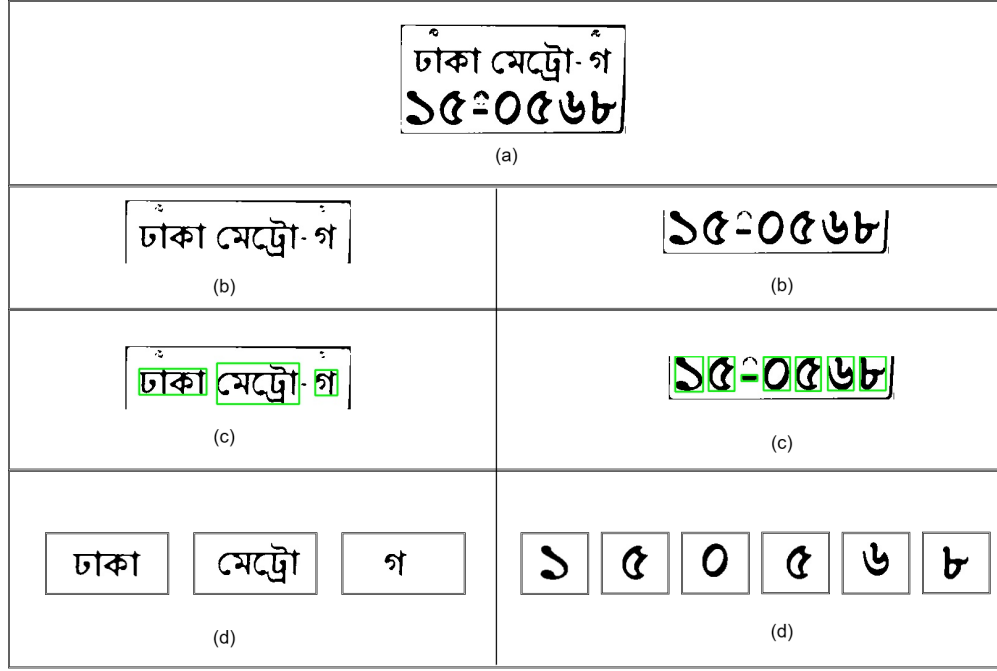 ঢাকা মেট্রো-গ
১৫-০৫৬৮
(a)
ঢাকা মেট্রো-গ
১৫-০৫৬৮
(b)
(b)
ঢাকা মেট্রো-গ
১৫-০৫৬৮
(c)
(c)
ঢাকা মেট্রো গ
১ ৫ ০ ৫ ৬ ৮
(d)
(d)